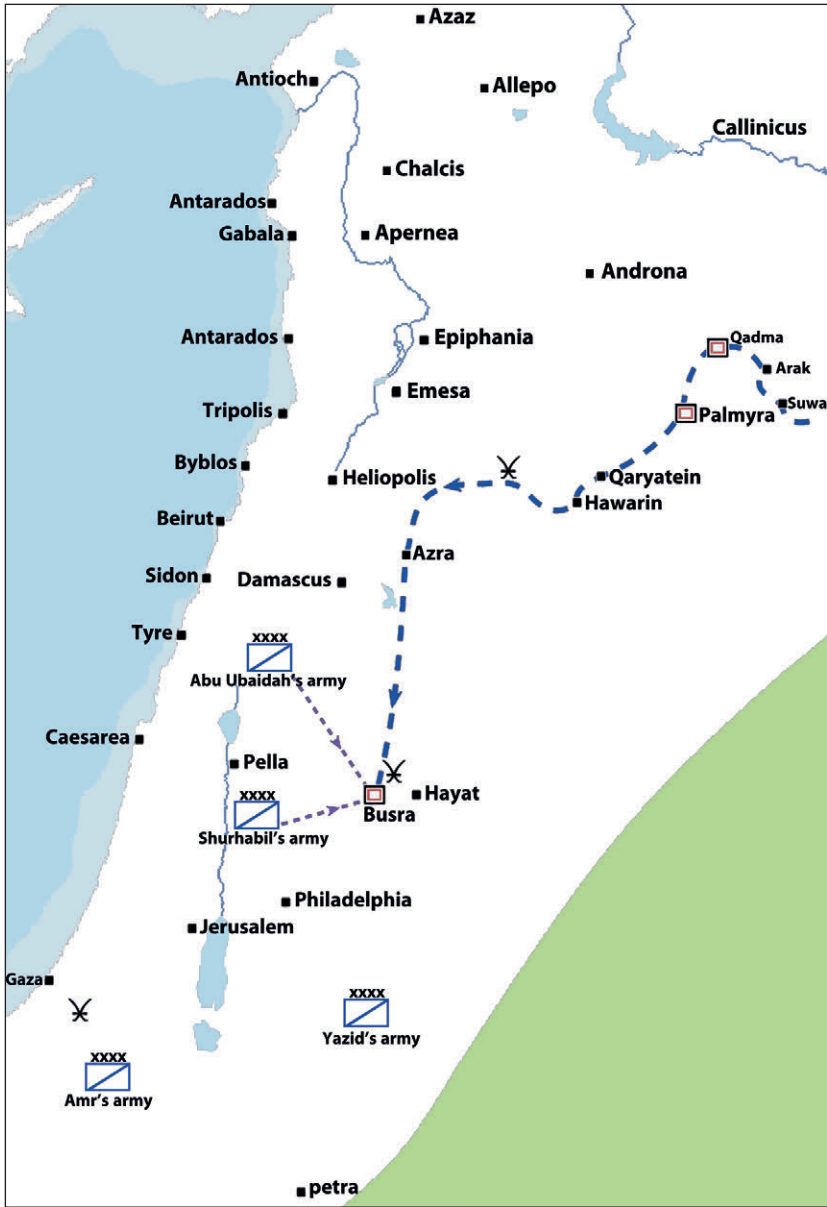 Azaz
Antioch
Allepo
Callinicus
Chalcis
Antarados
Gabala
Apernea
Androna
Antarados
Epiphania
Qadma
Arak
Emesa
Suwa
Tripolis
Palmyra
Byblos
Heliopolis
Qaryatein
Hawarin
Beirut
Azra
Sidon
Damascus
Tyre
xxxx
Abu Ubaidah's army
Caesarea
Pella
xxxx
Hayat
Busra
Shurhabil's army
Philadelphia
Jerusalem
Gaza
xxxx
Yazid's army
xxxx
Amr's army
petra